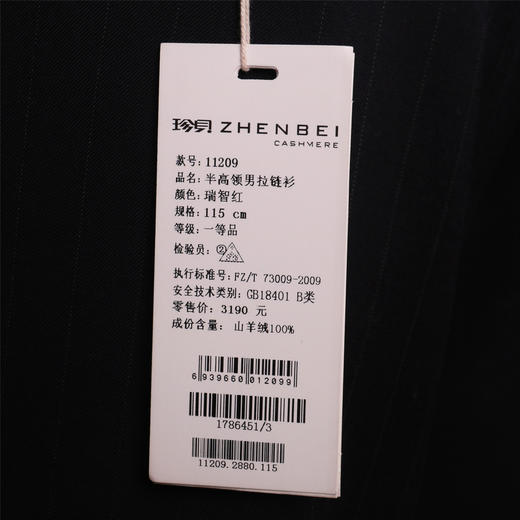 珍贝 ZHENBEI
CASHMERE
款号: 11209
品名: 半高领男拉链衫
颜色: 瑞智红
规格: 115 cm
等级: 一等品
检验员: ②
执行标准号: FZ/T 73009-2009
安全技术类别: GB18401 B类
零售价: 3190 元
成份含量: 山羊绒100%
6 939660 012099
1786451/3
11209.2880.115